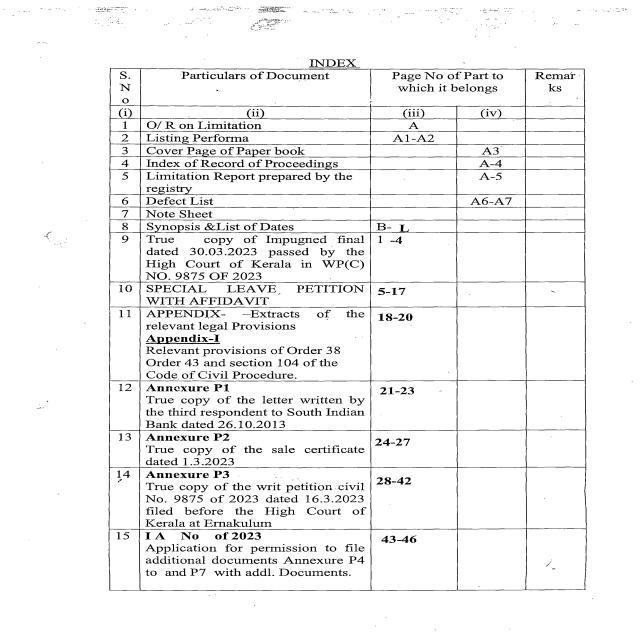 INDEX
S. Particulars of Document Page No of Part to Remar
N which it belongs ks
o
(i) (ii) (iii) (iv)
1 O/ R on Limitation A
2 Listing Performa A1-A2
3 Cover Page of Paper book A3
4 Index of Record of Proceedings A-4
5 Limitation Report prepared by the A-5
registry
6 Defect List A6-A7
7 Note Sheet
8 Synopsis &List of Dates B- L
9 True copy of Impugned final 1 -4
dated 30.03.2023 passed by the
High Court of Kerala in WP(C)
NO. 9875 OF 2023
10 SPECIAL LEAVE PETITION 5-17
WITH AFFIDAVIT
11 APPENDIX- –Extracts of the 18-20
relevant legal Provisions
Appendix-I
Relevant provisions of Order 38
Order 43 and section 104 of the
Code of Civil Procedure.
12 Annexure P1 21-23
True copy of the letter written by
the third respondent to South Indian
Bank dated 26.10.2013
13 Annexure P2 24-27
True copy of the sale certificate
dated 1.3.2023
14 Annexure P3 28-42
True copy of the writ petition civil
No. 9875 of 2023 dated 16.3.2023
filed before the High Court of
Kerala at Ernakulum
15 I A No of 2023 43-46
Application for permission to file
additional documents Annexure P4
to and P7 with addl. Documents.